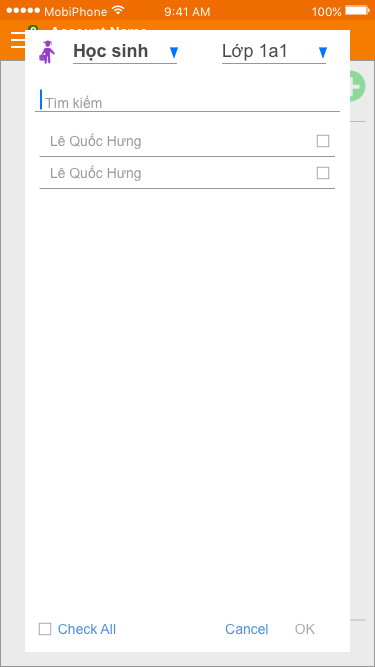 MobiPhone 9:41 AM 100%
Account Name
Học sinh Lớp 1a1
Tìm kiếm
Lê Quốc Hưng
Lê Quốc Hưng
Check All Cancel OK